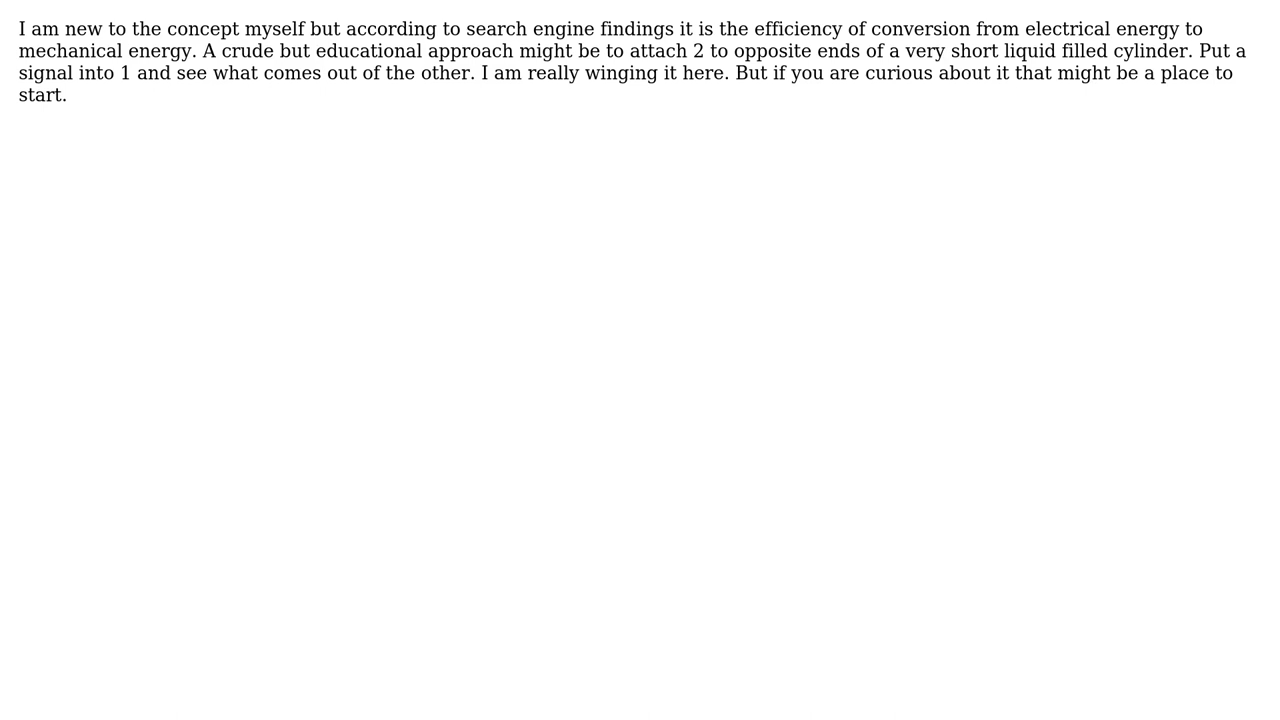 I am new to the concept myself but according to search engine findings it is the efficiency of conversion from electrical energy to
mechanical energy. A crude but educational approach might be to attach 2 to opposite ends of a very short liquid filled cylinder. Put a
signal into 1 and see what comes out of the other. I am really winging it here. But if you are curious about it that might be a place to
start.